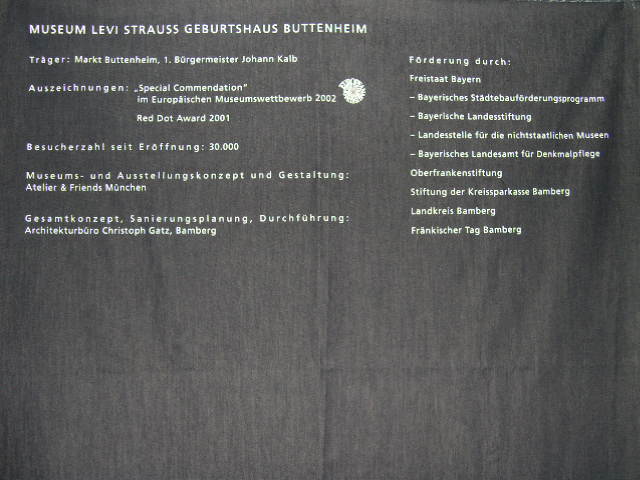 MUSEUM LEVI STRAUSS GEBURTSHAUS BUTTENHEIM
Träger: Markt Buttenheim, 1. Bürgermeister Johann Kalb
Auszeichnungen: „Special Commendation“
im Europäischen Museumswettbewerb 2002
Red Dot Award 2001
Besucherzahl seit Eröffnung: 30.000
Museums- und Ausstellungskonzept und Gestaltung:
Atelier & Friends München
Gesamtkonzept, Sanierungsplanung, Durchführung:
Architekturbüro Christoph Gatz, Bamberg
Förderung durch:
Freistaat Bayern
– Bayerisches Städtebauförderungsprogramm
– Bayerische Landesstiftung
– Landesstelle für die nichtstaatlichen Museen
– Bayerisches Landesamt für Denkmalpflege
Oberfrankenstiftung
Stiftung der Kreissparkasse Bamberg
Landkreis Bamberg
Fränkischer Tag Bamberg